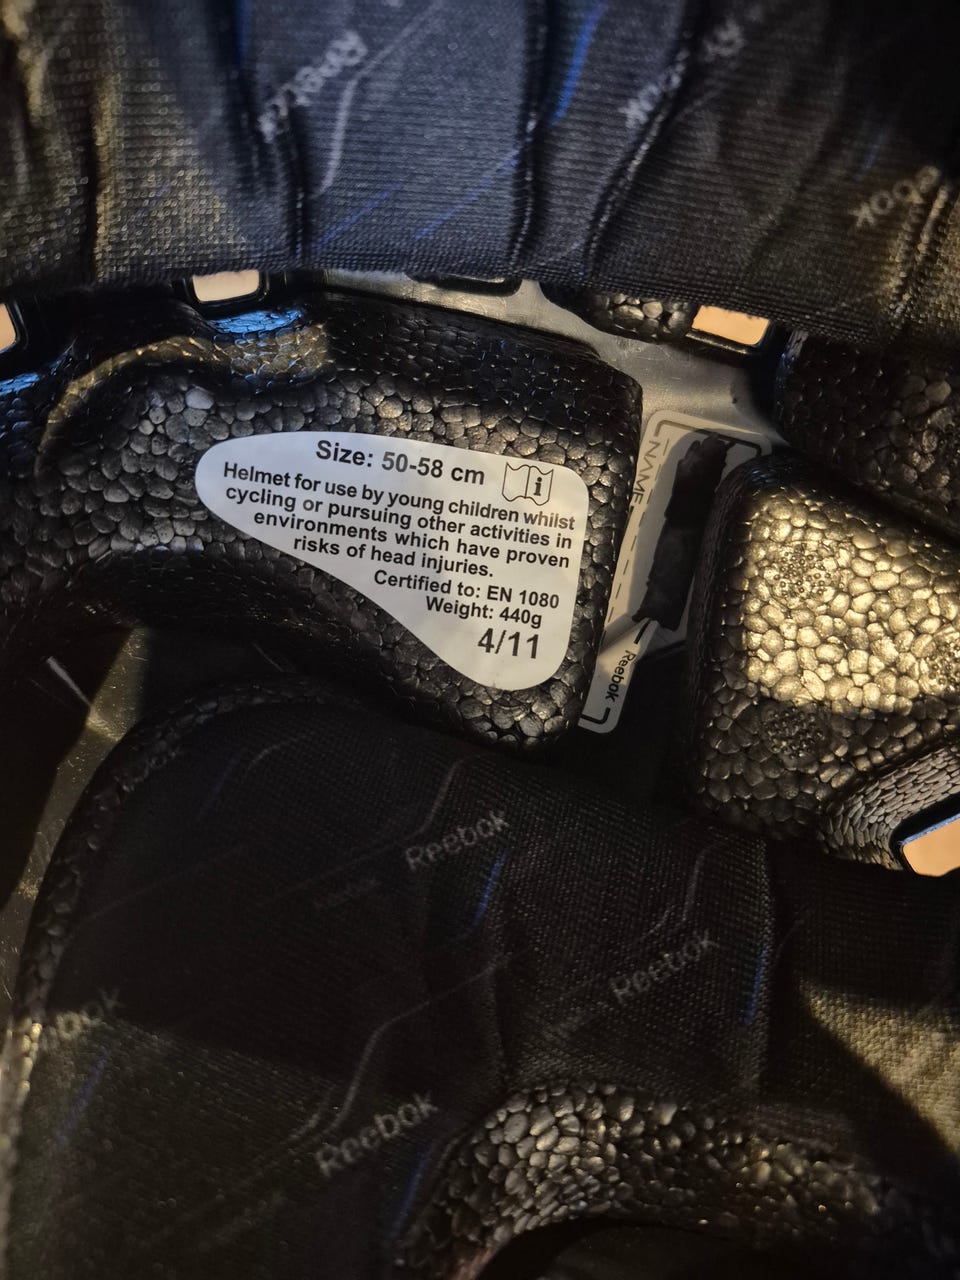 Reebok
Reebok
Reebok
Size: 50-58 cm
i
Helmet for use by young children whilst
cycling or pursuing other activities in
environments which have proven
risks of head injuries.
Certified to: EN 1080
Weight: 440g
4/11
NAME
Reebok
Reebok
Reebok
Reebok